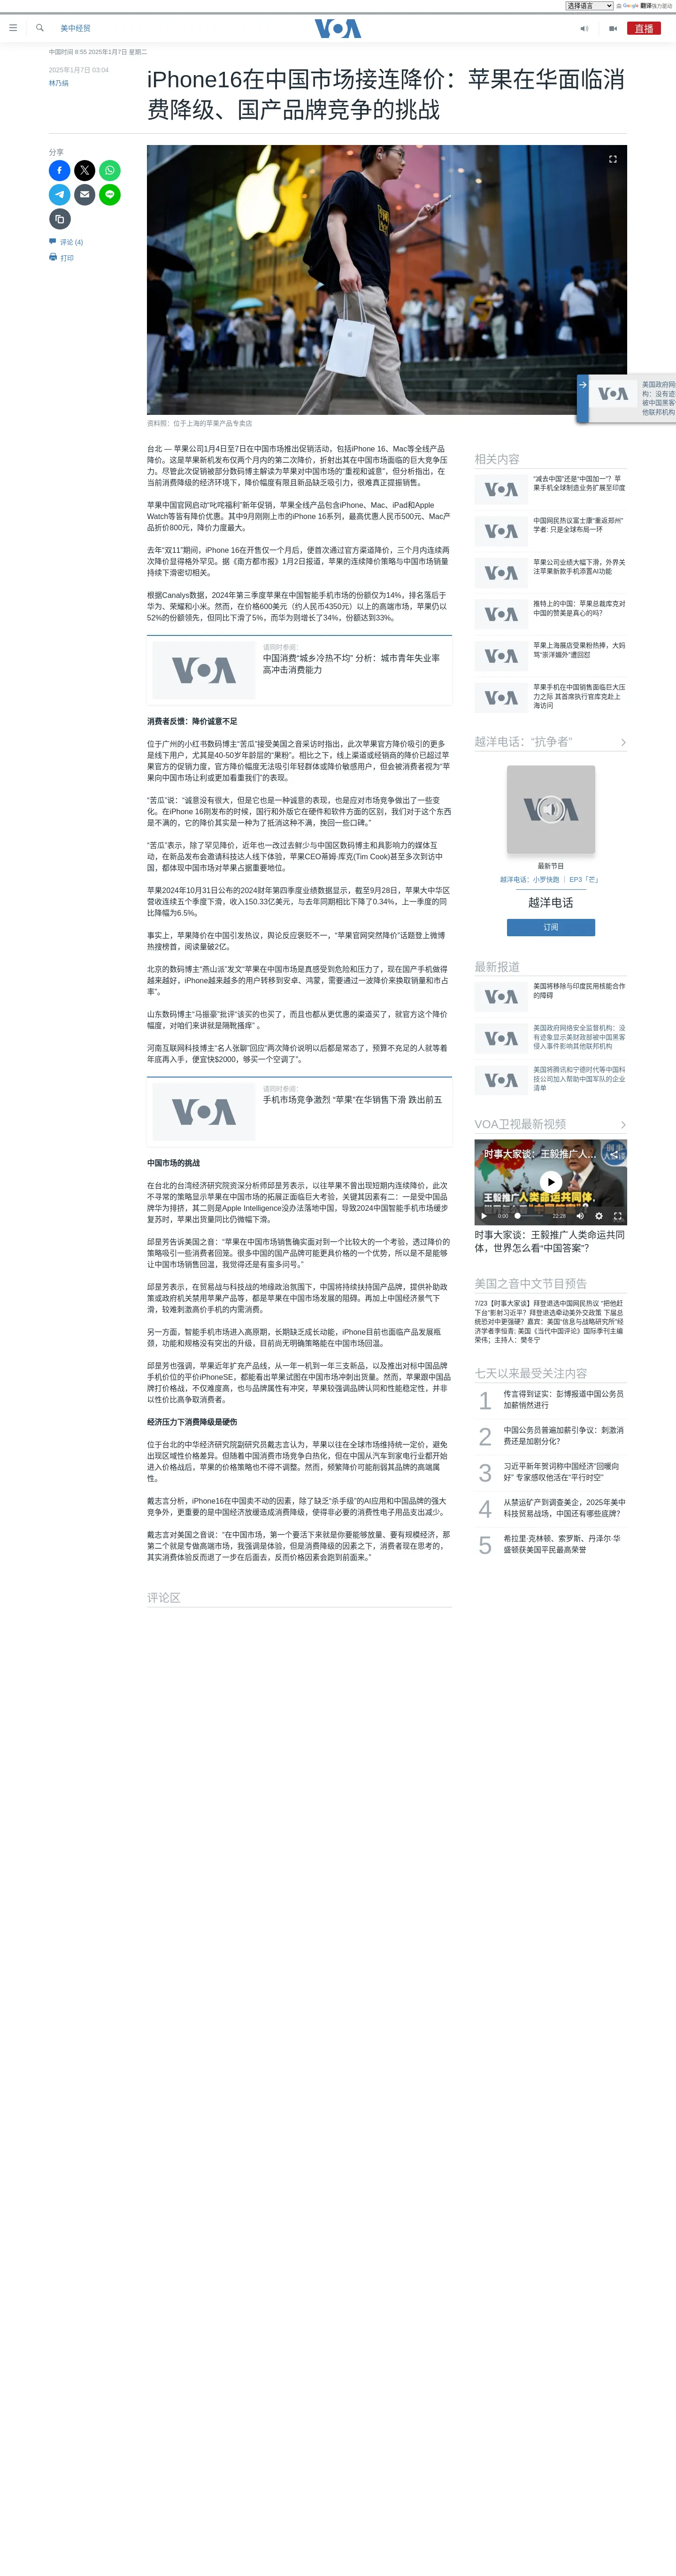 选择语言
由 Google 翻译强力驱动
美中经贸
VOA
直播
中国时间 8:55 2025年1月7日 星期二
2025年1月7日 03:04
林乃绢
iPhone16在中国市场接连降价：苹果在华面临消
费降级、国产品牌竞争的挑战
分享
评论 (4)
打印
资料照：位于上海的苹果产品专卖店
VOA
台北 — 苹果公司1月4日至7日在中国市场推出促销活动，包括iPhone 16、Mac等全线产品
降价。这是苹果新机发布仅两个月内的第二次降价，折射出其在中国市场面临的巨大竞争压
力。尽管此次促销被部分数码博主解读为苹果对中国市场的“重视和诚意”，但分析指出，在
当前消费降级的经济环境下，降价幅度有限且新品缺乏吸引力，很难真正提振销售。
苹果中国官网启动“叱咤福利”新年促销，苹果全线产品包含iPhone、Mac、iPad和Apple
Watch等皆有降价优惠。其中9月刚刚上市的iPhone 16系列，最高优惠人民币500元、Mac产
品折价800元，降价力度最大。
去年“双11”期间，iPhone 16在开售仅一个月后，便首次通过官方渠道降价，三个月内连续两
次降价显得格外罕见。据《南方都市报》1月2日报道，苹果的连续降价策略与中国市场销量
持续下滑密切相关。
根据Canalys数据，2024年第三季度苹果在中国智能手机市场的份额仅为14%，排名落后于
华为、荣耀和小米。然而，在价格600美元（约人民币4350元）以上的高端市场，苹果仍以
52%的份额领先，但同比下滑了5%，而华为则增长了34%，份额达到33%。
VOA
请同时参阅：
中国消费“城乡冷热不均” 分析：城市青年失业率
高冲击消费能力
消费者反馈：降价诚意不足
位于广州的小红书数码博主“苦瓜”接受美国之音采访时指出，此次苹果官方降价吸引的更多
是线下用户，尤其是40-50岁年龄层的“果粉”。相比之下，线上渠道或经销商的降价已超过苹
果官方的促销力度，官方降价幅度无法吸引年轻群体或降价敏感用户，但会被消费者视为“苹
果向中国市场让利或更加看重我们”的表现。
“苦瓜”说：“诚意没有很大，但是它也是一种诚意的表现，也是应对市场竞争做出了一些变
化。在iPhone 16刚发布的时候，国行和外版它在硬件和软件方面的区别，我们对于这个东西
是不满的，它的降价其实是一种为了抵消这种不满，挽回一些口碑。”
“苦瓜”表示，除了罕见降价，近年也一改过去鲜少与中国区数码博主和具影响力的媒体互
动，在新品发布会邀请科技达人线下体验，苹果CEO蒂姆·库克(Tim Cook)甚至多次到访中
国，都体现中国市场对苹果占据重要地位。
苹果2024年10月31日公布的2024财年第四季度业绩数据显示，截至9月28日，苹果大中华区
营收连续五个季度下滑，收入150.33亿美元，与去年同期相比下降了0.34%，上一季度的同
比降幅为6.5%。
事实上，苹果降价在中国引发热议，舆论反应褒贬不一，“苹果官网突然降价”话题登上微博
热搜榜首，阅读量破2亿。
北京的数码博主“燕山派”发文“苹果在中国市场是真感受到危险和压力了，现在国产手机做得
越来越好，iPhone越来越多的用户转移到安卓、鸿蒙，需要通过一波降价来换取销量和市占
率”。
山东数码博主“马振豪”批评“该买的也买了，而且也都从更优惠的渠道买了，就官方这个降价
幅度，对咱们来讲就是隔靴搔痒” 。
河南互联网科技博主“名人张聊”回应“两次降价说明以后都是常态了，预算不充足的人就等着
年底再入手，便宜快$2000，够买一个空调了”。
VOA
请同时参阅：
手机市场竞争激烈 “苹果”在华销售下滑 跌出前五
中国市场的挑战
在台北的台湾经济研究院资深分析师邱昱芳表示，以往苹果不曾出现短期内连续降价，此次
不寻常的策略显示苹果在中国市场的拓展正面临巨大考验，关键其因素有二：一是受中国品
牌华为排挤，其二则是Apple Intelligence没办法落地中国，导致2024中国智能手机市场缓步
复苏时，苹果出货量同比仍微幅下滑。
邱昱芳告诉美国之音：“苹果在中国市场销售确实面对到一个比较大的一个考验，透过降价的
策略吸引一些消费者回笼。很多中国的国产品牌可能更具价格的一个优势，所以是不是能够
让中国市场销售回温，我觉得还是有蛮多问号。”
邱昱芳表示，在贸易战与科技战的地缘政治氛围下，中国将持续扶持国产品牌，提供补助政
策或政府机关禁用苹果产品等，都是苹果在中国市场发展的阻碍。再加上中国经济景气下
滑，较难刺激高价手机的内需消费。
另一方面，智能手机市场进入高原期，长期缺乏成长动能，iPhone目前也面临产品发展瓶
颈，功能和规格没有突出的升级，目前尚无明确策略能在中国市场回温。
邱昱芳也强调，苹果近年扩充产品线，从一年一机到一年三支新品，以及推出对标中国品牌
手机价位的平价iPhoneSE，都能看出苹果试图在中国市场冲刺出货量。然而，苹果跟中国品
牌打价格战，不仅难度高，也与品牌属性有冲突，苹果较强调品牌认同和性能稳定性，并非
以性价比高争取消费者。
经济压力下消费降级是硬伤
位于台北的中华经济研究院副研究员戴志言认为，苹果以往在全球市场维持统一定价，避免
出现区域性价格差异。但随着中国消费市场竞争白热化，但在中国从汽车到家电行业都开始
进入价格战后，苹果的价格策略也不得不调整。然而，频繁降价可能削弱其品牌的高端属
性。
戴志言分析，iPhone16在中国卖不动的因素，除了缺乏“杀手级”的AI应用和中国品牌的强大
竞争外，更重要的是中国经济放缓造成消费降级，使得非必要的消费性电子用品支出减少。
戴志言对美国之音说：“在中国市场，第一个要活下来就是你要能够放量、要有规模经济，那
第二个就是专做高端市场，我强调是体验，但是消费降级的因素之下，消费者现在思考的，
其实消费体验反而退了一步在后面去，反而价格因素会跑到前面来。”
评论区
相关内容
“减去中国”还是“中国加一”？苹
果手机全球制造业务扩展至印度
中国网民热议富士康“重返郑州”
学者: 只是全球布局一环
苹果公司业绩大幅下滑，外界关
注苹果新款手机添置AI功能
推特上的中国：苹果总裁库克对
中国的赞美是真心的吗？
苹果上海展店受果粉热捧，大妈
骂“崇洋媚外”遭回怼
苹果手机在中国销售面临巨大压
力之际 其首席执行官库克赴上
海访问
越洋电话：“抗争者”
最新节目
越洋电话：小罗快跑 ｜ EP3「芒」
越洋电话
订阅
最新报道
美国将移除与印度民用核能合作
的障碍
美国政府网络安全监督机构：没
有迹象显示美财政部被中国黑客
侵入事件影响其他联邦机构
美国将腾讯和宁德时代等中国科
技公司加入帮助中国军队的企业
清单
VOA卫视最新视频
时事大家谈：王毅推广人...
王毅推广
人类命运共同体，
0:00
22:28
时事大家谈：王毅推广人类命运共同
体，世界怎么看“中国答案”？
美国之音中文节目预告
7/23【时事大家谈】拜登退选中国网民热议 “把他赶
下台”影射习近平？拜登退选牵动美外交政策 下届总
统恐对中更强硬？嘉宾：美国“信息与战略研究所”经
济学者李恒青; 美国《当代中国评论》国际季刊主编
荣伟；主持人：樊冬宁
七天以来最受关注内容
1 传言得到证实：彭博报道中国公务员
加薪悄然进行
2 中国公务员普遍加薪引争议：刺激消
费还是加剧分化？
3 习近平新年贺词称中国经济“回暖向
好” 专家感叹他活在“平行时空”
4 从禁运矿产到调查美企，2025年美中
科技贸易战场，中国还有哪些底牌？
5 希拉里·克林顿、索罗斯、丹泽尔·华
盛顿获美国平民最高荣誉